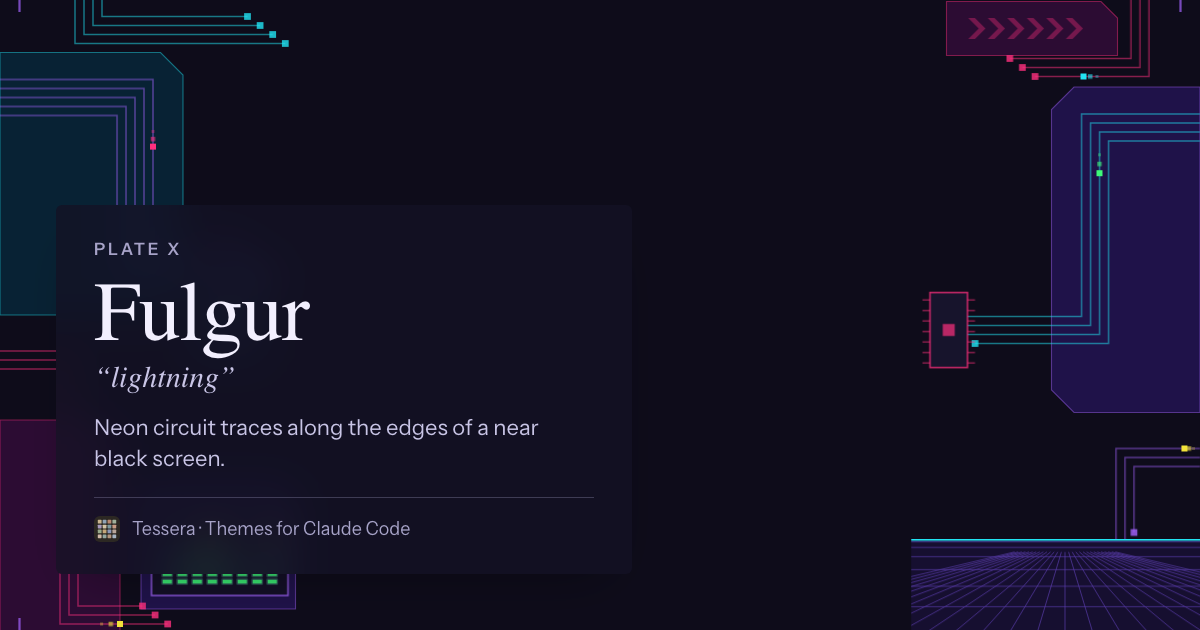 PLATE X
Fulgur
“lightning”
Neon circuit traces along the edges of a near
black screen.
Tessera · Themes for Claude Code